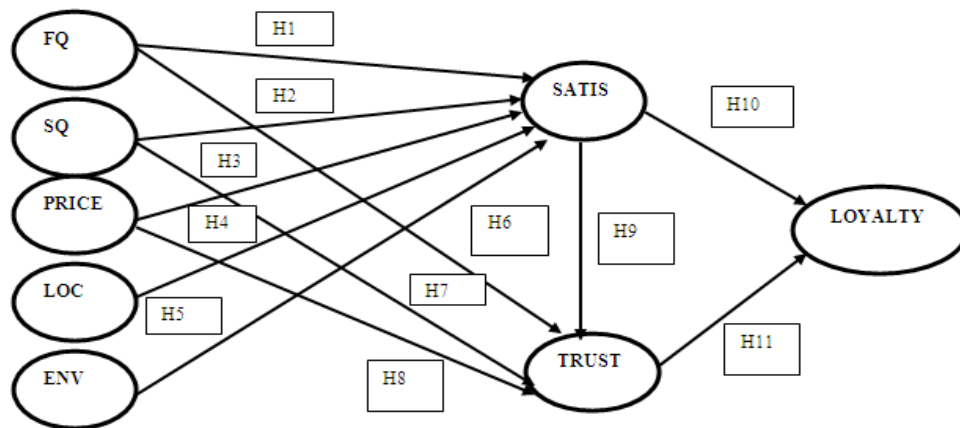 FQ
H1
SQ
H2
SATIS
H10
PRICE
H3
H4
H6
H9
LOYALTY
LOC
H5
H7
H11
ENV
H8
TRUST